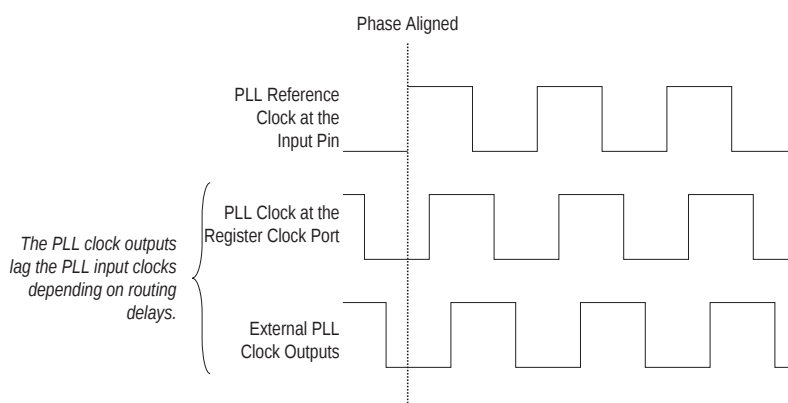 Phase Aligned
PLL Reference
Clock at the
Input Pin
PLL Clock at the
Register Clock Port
The PLL clock outputs
lag the PLL input clocks
depending on routing
delays.
External PLL
Clock Outputs